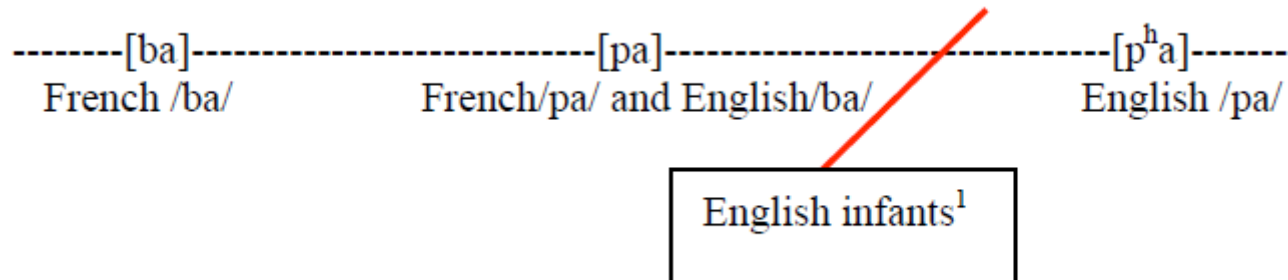 --------[ba]----------------------------[pa]-------------------------------[pʰa]-------
French /ba/ French/pa/ and English/ba/ English /pa/
English infants¹